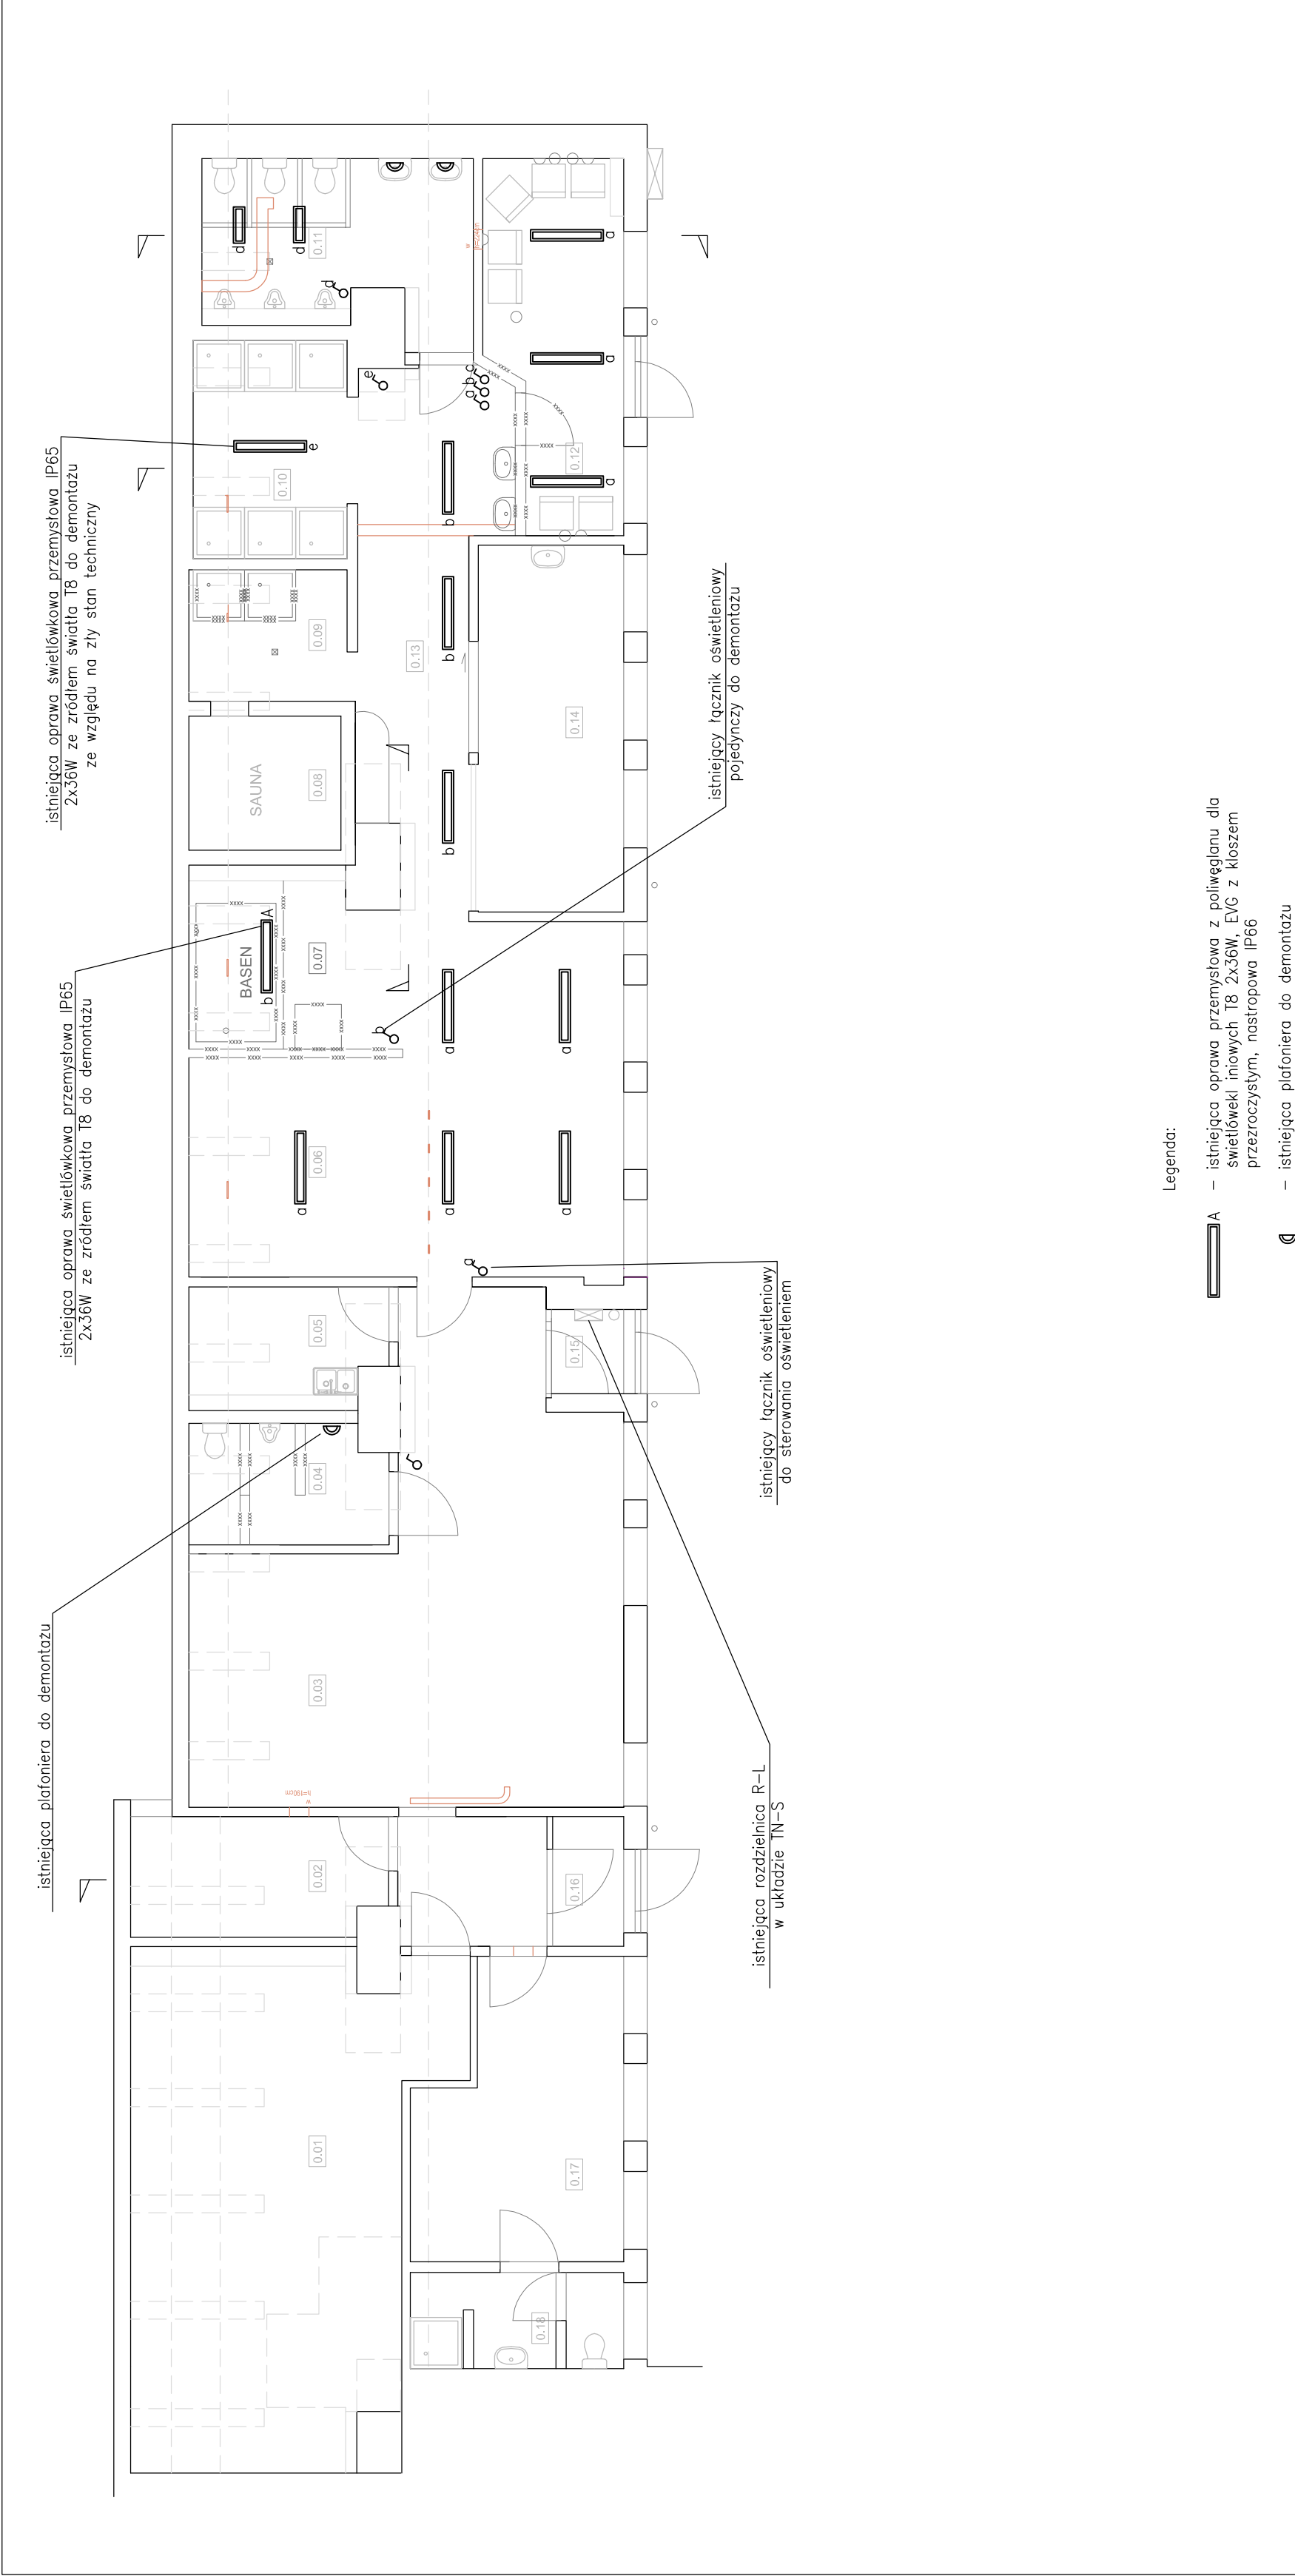 istniejąca plafoniera do demontażu
istniejąca oprawa świetlówkowa przemysłowa IP65
2x36W ze zródłem światła T8 do demontażu
istniejąca oprawa świetlówkowa przemysłowa IP65
2x36W ze zródłem światła T8 do demontażu
ze względu na zły stan techniczny
0.01
0.02
0.03
0.04
0.05
0.06
BASEN
0.07
SAUNA
0.08
0.09
0.10
0.11
0.12
0.13
0.14
0.15
0.16
0.17
0.18
b
A
b
b
b
b
a
a
a
a
a
a
a
a
a
e
e
d
d
d
a b c
istniejąca rozdzielnica R-L
w układzie TN-S
istniejący łącznik oświetleniowy
do sterowania oświetleniem
istniejący łącznik oświetleniowy
pojedynczy do demontażu
Legenda:
A – istniejąca oprawa przemysłowa z poliwęglanu dla
świetlówekl iniowych T8 2x36W, EVG z kloszem
przezroczystym, nastropowa IP66
– istniejąca plafoniera do demontażu